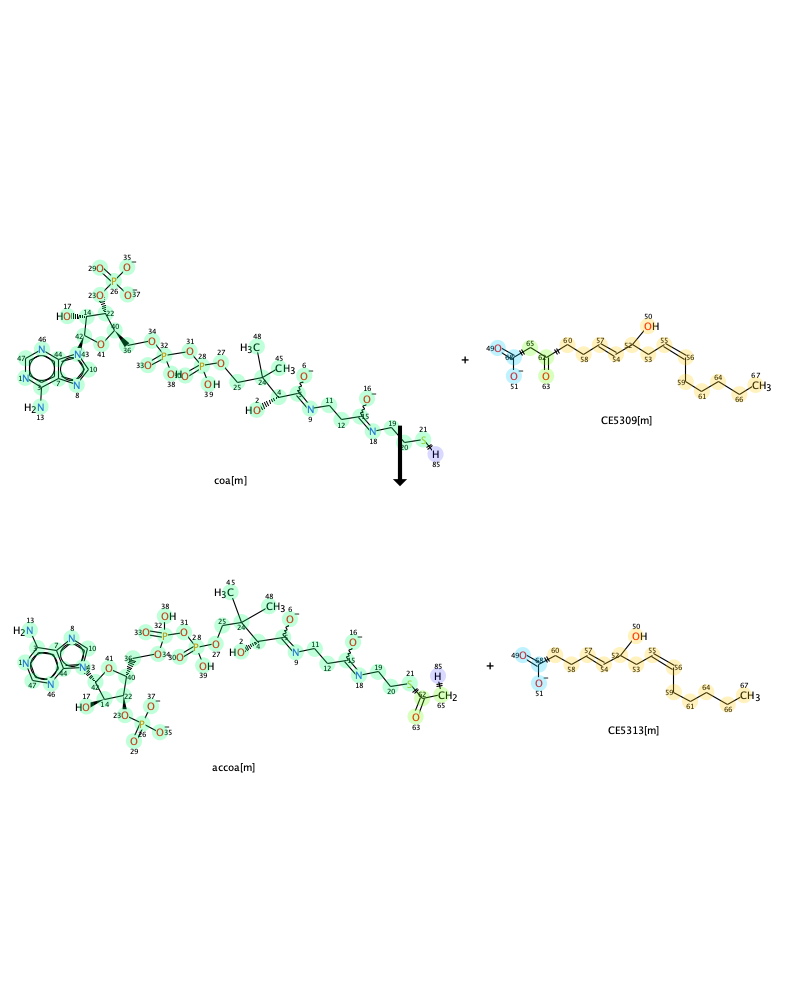 35
29 O O −
P
23 O 26 O − 37
17
HO 14 22
46 42 40 34
N 41 O 36 O 32 31
47 44 N 43 P O 27
N N 10 33 O OH O 28 P O
1 5 7 8 38 39 OH 25
H₂N
13
48
H₃C
45
CH₃
24
6
O −
2
HO 4
N 11
9 12
16
O −
15
N 19
18 20
21
S
H
85
coa[m]
+
49 O 68 65
O −
51
62
O
63
60 58 57 54 52
50
OH
53 55 56
59 61 64 66
67
CH₃
CE5309[m]
45
H₃C
48
CH₃
24
38
OH
32 31
33 O P O 28 25
30 O P O 27
O 34 OH
39
6
O −
2
HO 4
N 11
9 12
16
O −
15
N 19
18 20
21
S
85
H
62 CH₂
O 65
63
13
H₂N
8
N 10
N 5 7
1 N 43
47 N 44
46
41
O 36
42 40
17
HO 14 22
23 O
37
O −
P O − 35
26
O
29
accoa[m]
+
49 O 68 60
O −
51
58 57 54 52
50
OH
53 55 56
59 61 64 66
67
CH₃
CE5313[m]